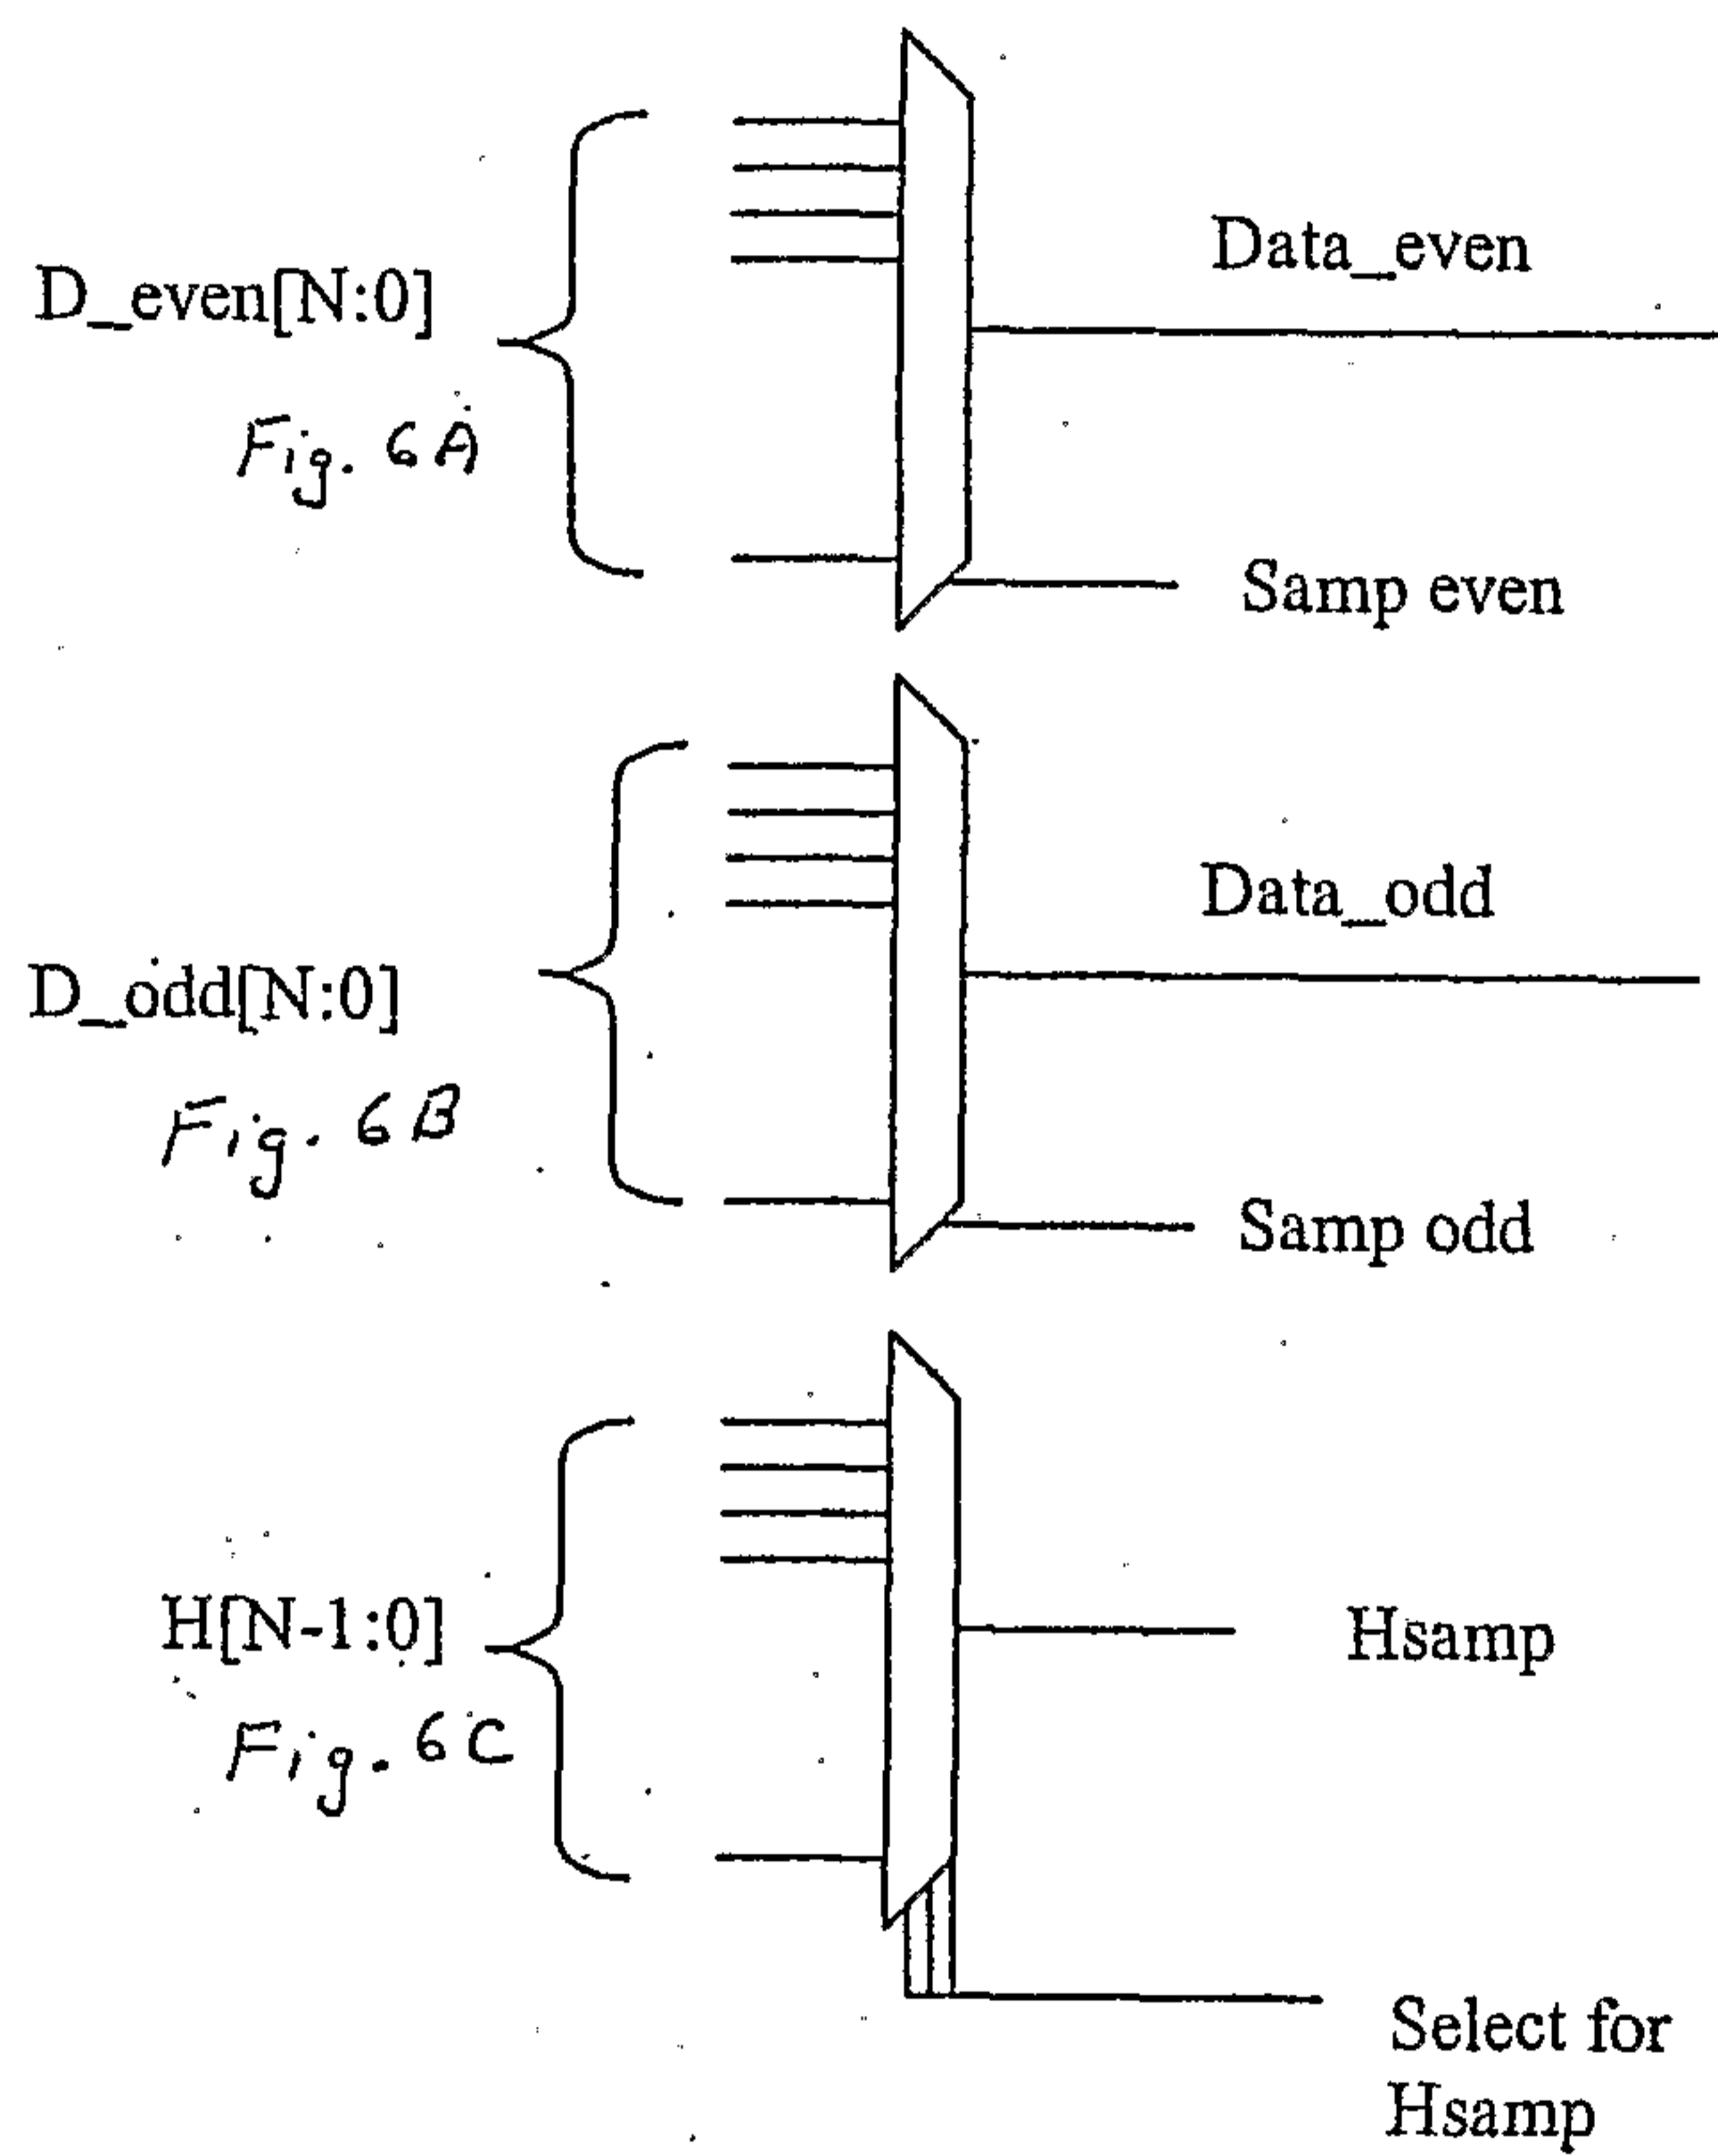 Data_even
D_even[N:0]
Fig. 6A
Samp even
Data_odd
D_odd[N:0]
Fig. 6B
Samp odd
H[N-1:0]
Hsamp
Fig. 6C
Select for
Hsamp